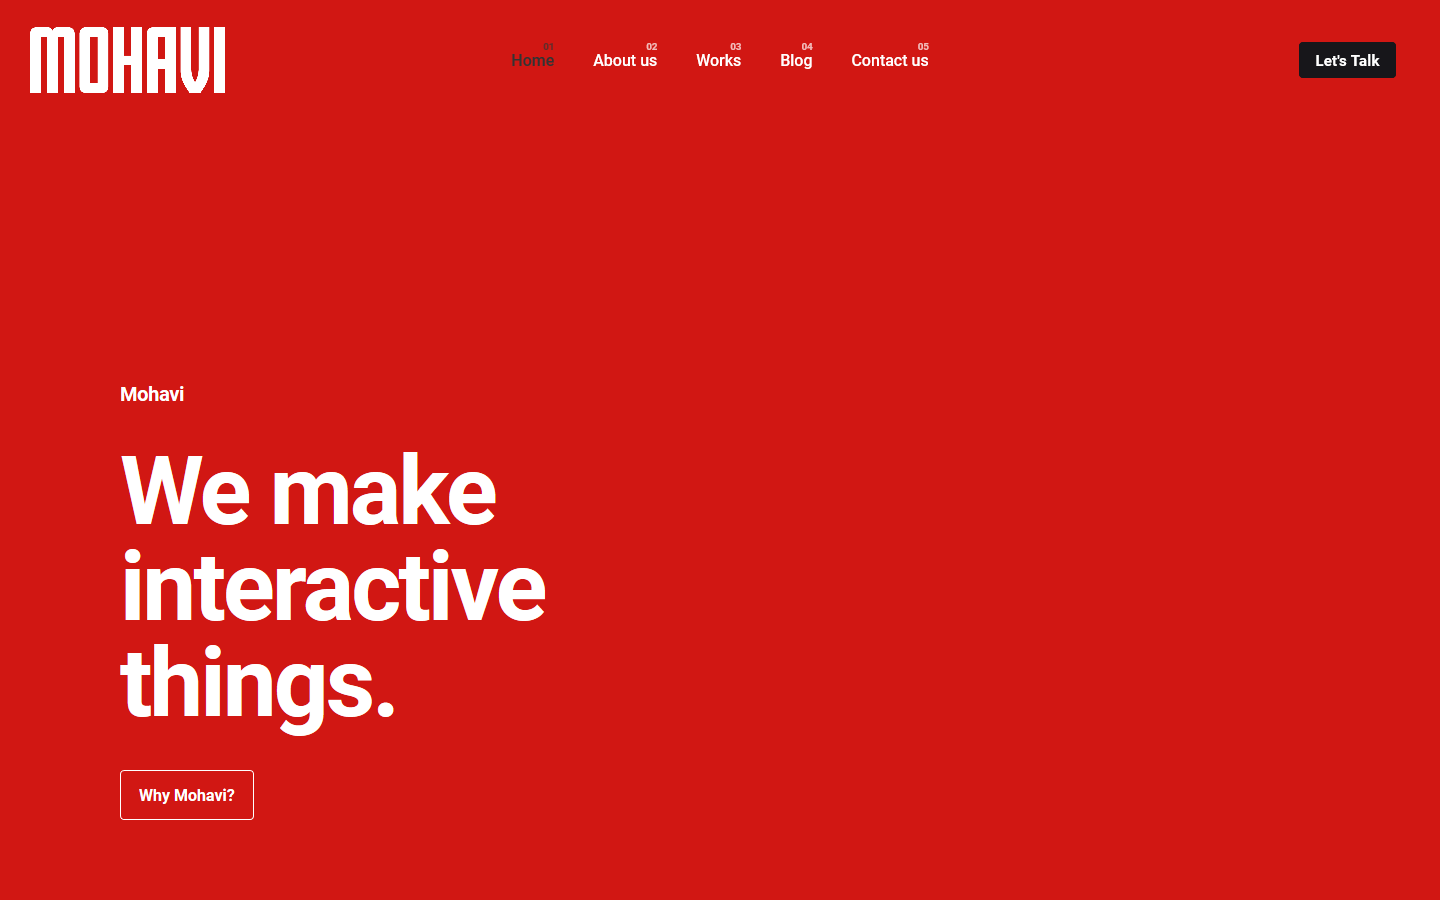 MOHAVI
01
Home
02
About us
03
Works
04
Blog
05
Contact us
Let's Talk
Mohavi
We make
interactive
things.
Why Mohavi?